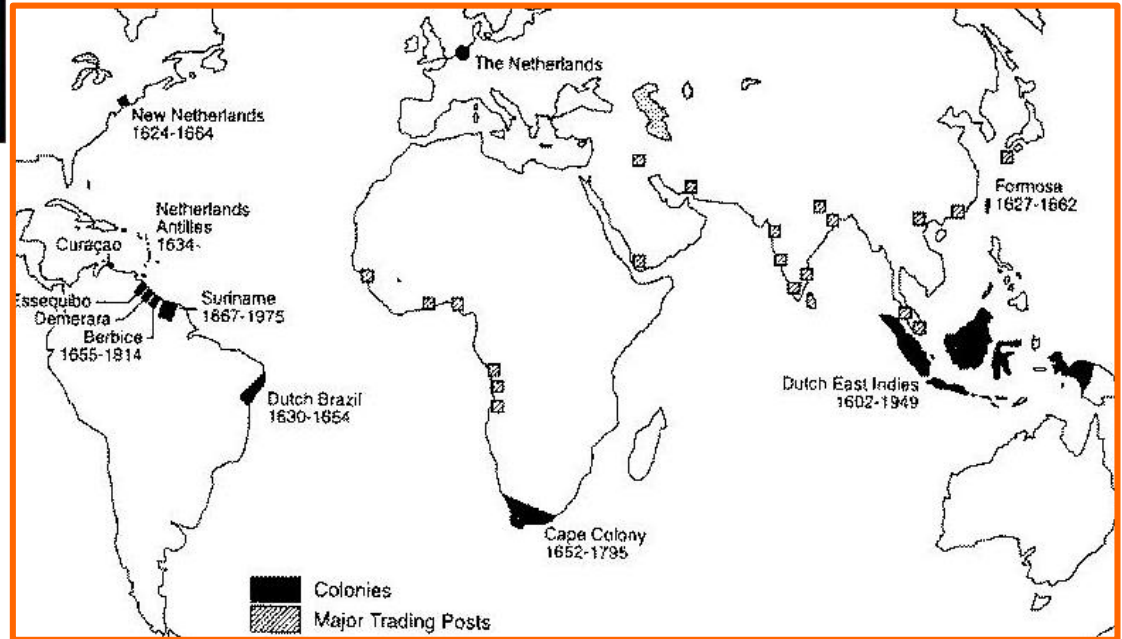 The Netherlands
New Netherlands
1624-1664
Formosa
1627-1662
Netherlands
Antilles
1634-
Curaçao
Essequibo
Demerara
Berbice
1655-1814
Suriname
1667-1975
Dutch Brazil
1630-1654
Dutch East Indies
1602-1949
Cape Colony
1652-1795
Colonies
Major Trading Posts